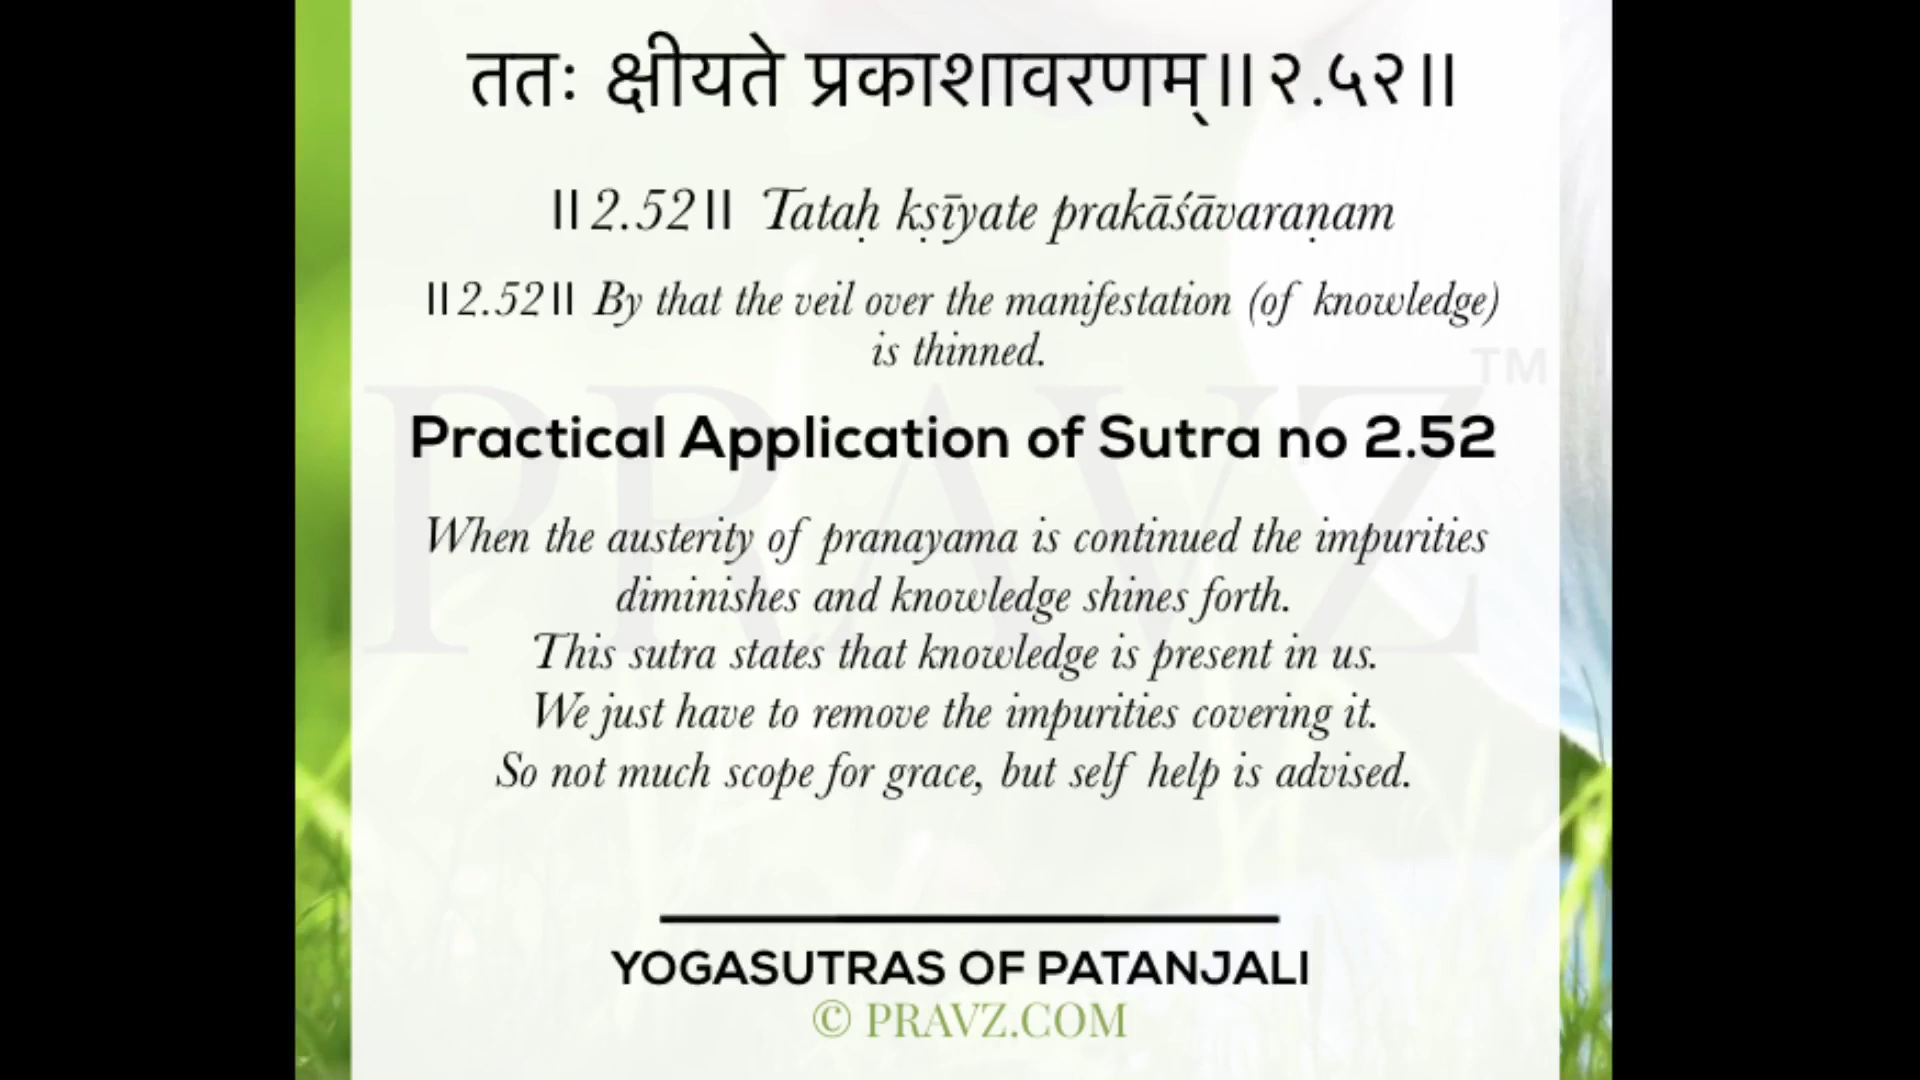 ततः क्षीयते प्रकाशावरणम्॥२.५२॥
॥2.52॥ Tataḥ kṣīyate prakāśāvaraṇam
॥2.52॥ By that the veil over the manifestation (of knowledge)
is thinned.
PRAVZ™
Practical Application of Sutra no 2.52
When the austerity of pranayama is continued the impurities
diminishes and knowledge shines forth.
This sutra states that knowledge is present in us.
We just have to remove the impurities covering it.
So not much scope for grace, but self help is advised.
YOGASUTRAS OF PATANJALI
© PRAVZ.COM